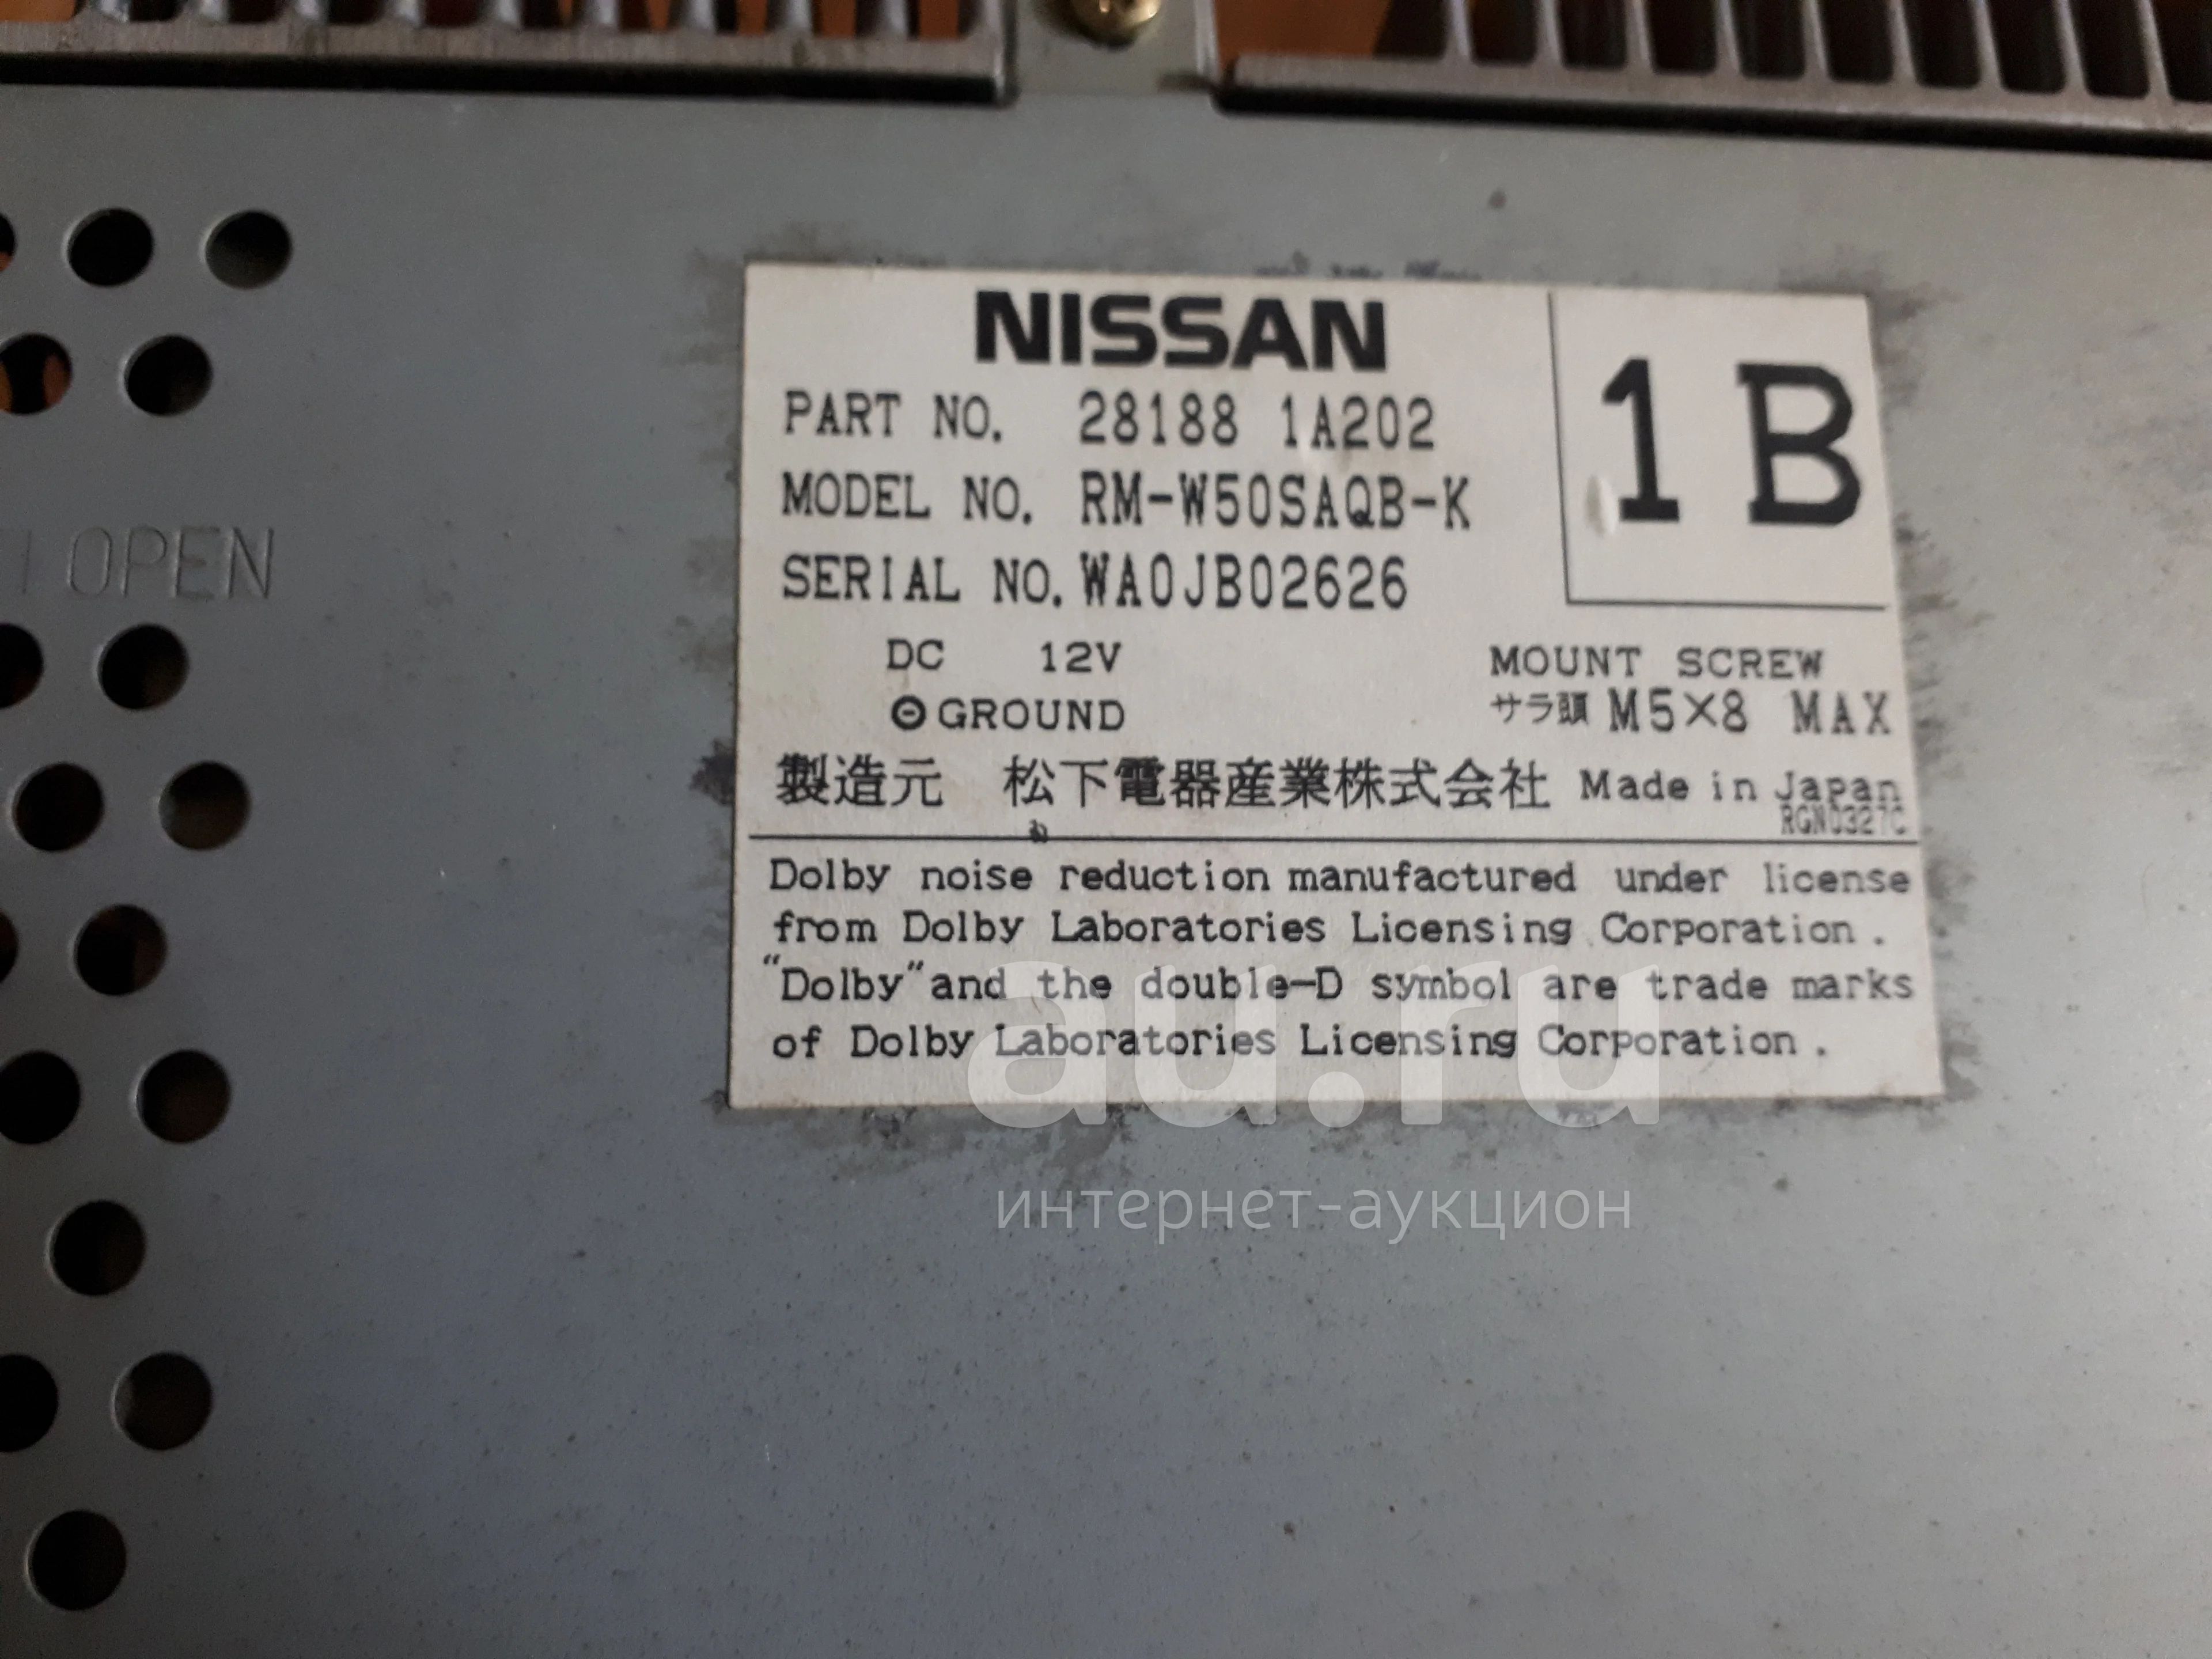 NISSAN
1B
PART NO. 28188 1A202
MODEL NO. RM-W50SAQB-K
SERIAL NO. WA0JB02626
DC 12V
MOUNT SCREW
⊖GROUND
サラ頭 M5×8 MAX
製造元 松下電器産業株式会社 Made in Japan
RGN0327C
Dolby noise reduction manufactured under license
from Dolby Laboratories Licensing Corporation.
"Dolby" and the double-D symbol are trade marks
of Dolby Laboratories Licensing Corporation.
OPEN
au.ru
интернет-аукцион